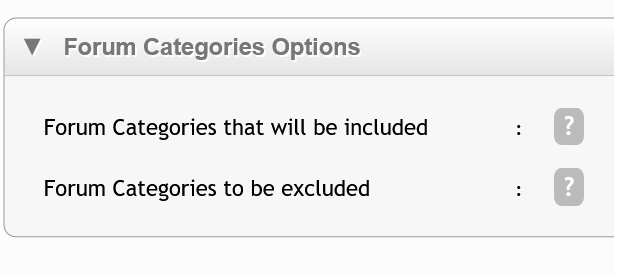 ▼ Forum Categories Options
Forum Categories that will be included : ?
Forum Categories to be excluded : ?